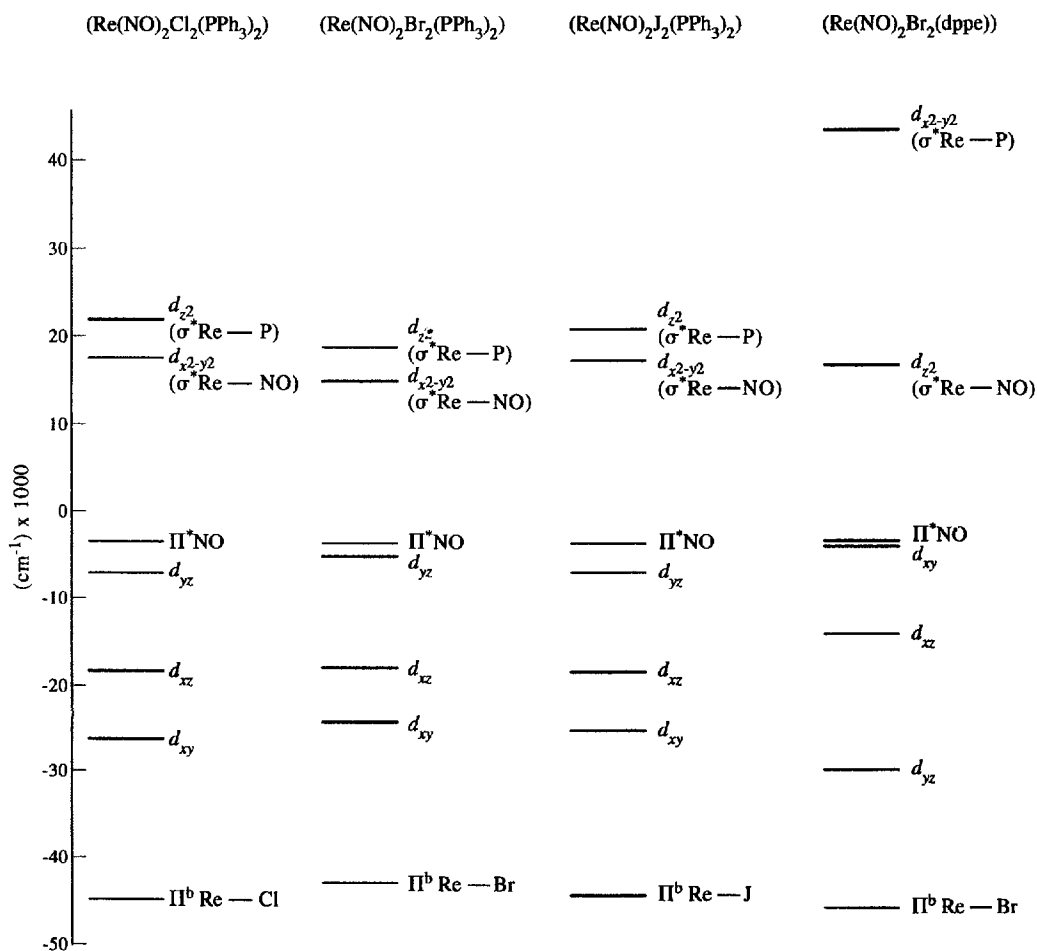 (Re(NO)2Cl2(PPh3)2) (Re(NO)2Br2(PPh3)2) (Re(NO)2J2(PPh3)2) (Re(NO)2Br2(dppe))
(cm-1) x 1000
40
30
20
10
0
-10
-20
-30
-40
-50
dz2
(σ*Re — P)
dx2-y2
(σ*Re — NO)
Π*NO
dyz
dxz
dxy
Πb Re — Cl
dz2
(σ*Re — P)
dx2-y2
(σ*Re — NO)
Π*NO
dyz
dxz
dxy
Πb Re — Br
dz2
(σ*Re — P)
dx2-y2
(σ*Re — NO)
Π*NO
dyz
dxz
dxy
Πb Re — J
dx2-y2
(σ*Re — P)
dz2
(σ*Re — NO)
Π*NO
dxy
dxz
dyz
Πb Re — Br